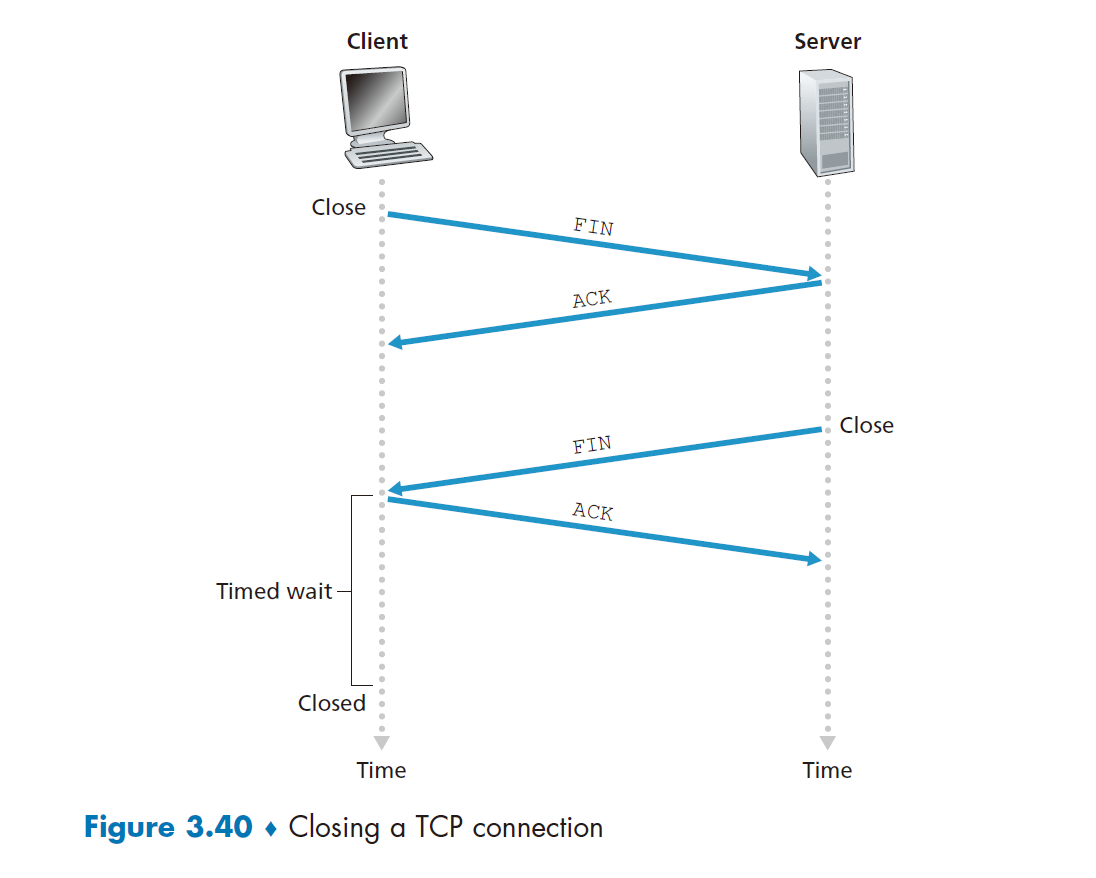 Client
Server
Close
FIN
ACK
Close
FIN
ACK
Timed wait
Closed
Time
Time
Figure 3.40 ♦ Closing a TCP connection